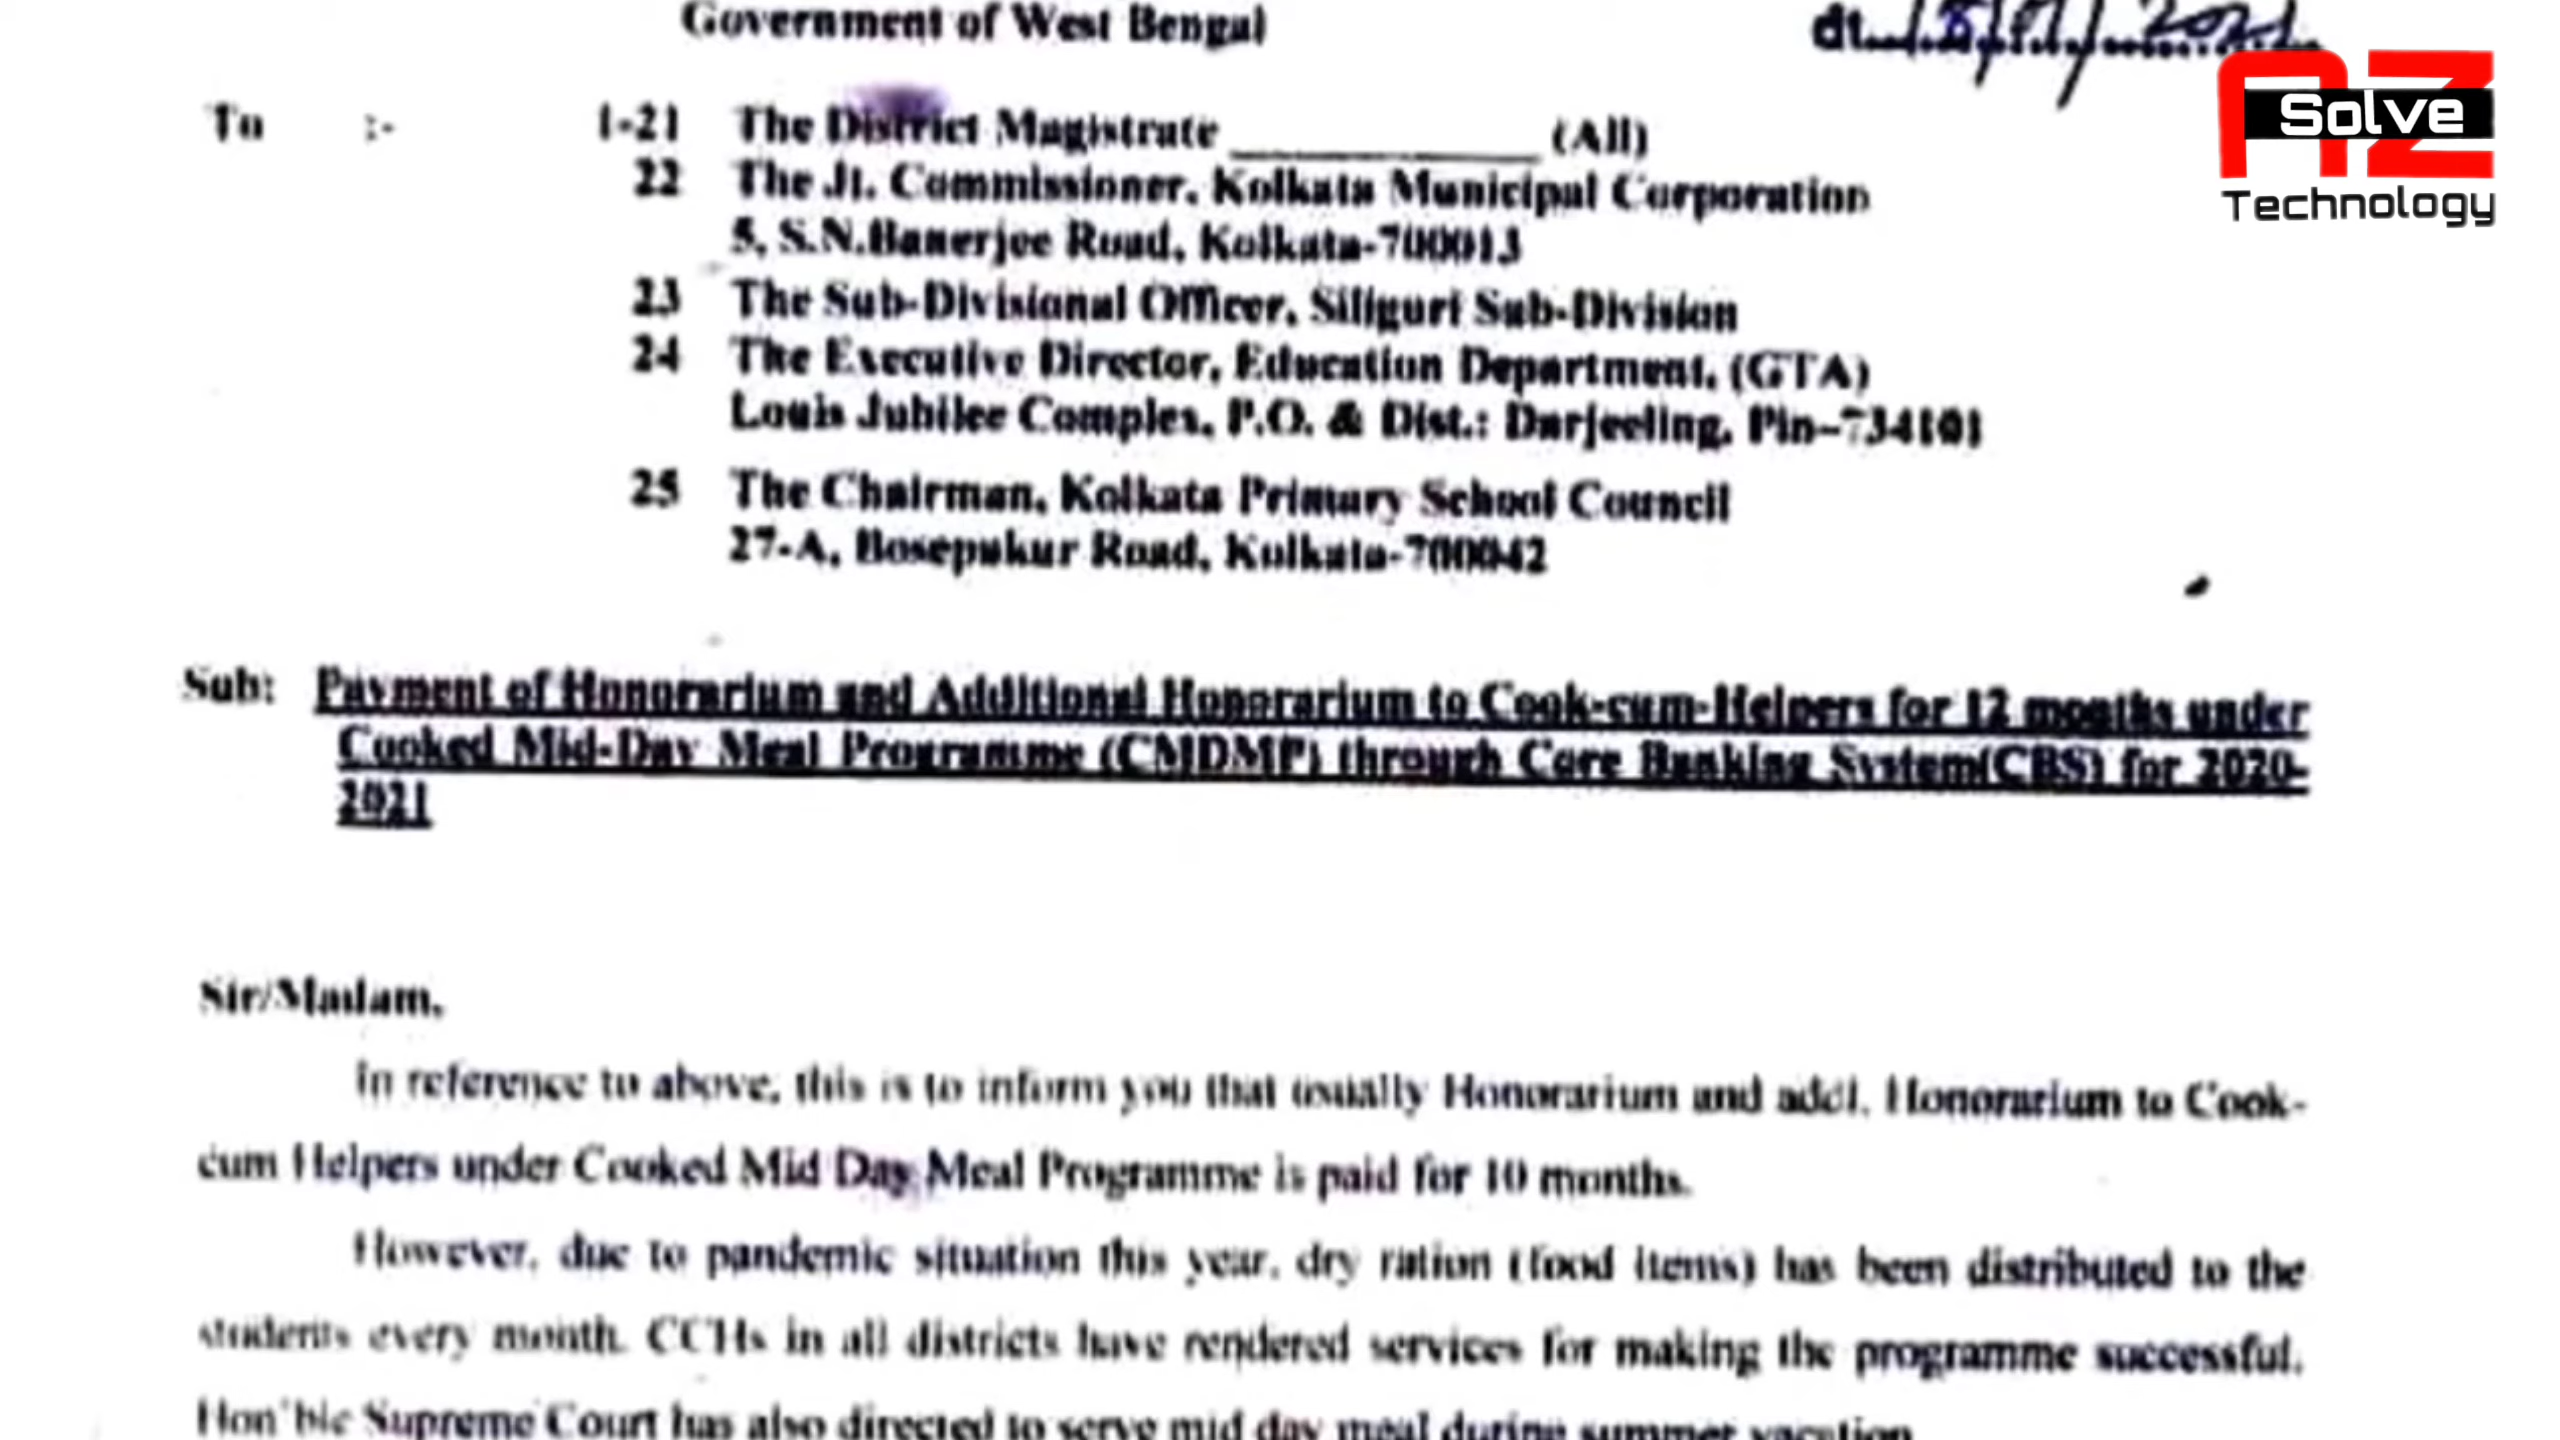 Government of West Bengal
dt.
2021
AZ
Solve
Technology
To :- 1-21 The District Magistrate (All)
22 The Jt. Commissioner, Kolkata Municipal Corporation
5, S.N.Banerjee Road, Kolkata-700013
23 The Sub-Divisional Officer, Siliguri Sub-Division
24 The Executive Director, Education Department, (GTA)
Louis Jubilee Complex, P.O. & Dist.: Darjeeling, Pin-734101
25 The Chairman, Kolkata Primary School Council
27-A, Bosepukur Road, Kolkata-700042
Sub: Payment of Honorarium and Additional Honorarium to Cook-cum-Helpers for 12 months under
Cooked Mid-Day Meal Programme (CMDMP) through Core Banking System(CBS) for 2020-
2021
Sir/Madam,
In reference to above, this is to inform you that usually Honorarium and addl. Honorarium to Cook-
cum Helpers under Cooked Mid Day Meal Programme is paid for 10 months.
However, due to pandemic situation this year, dry ration (food items) has been distributed to the
students every month. CCHs in all districts have rendered services for making the programme successful.
Hon'ble Supreme Court has also directed to serve mid day meal during summer vacation